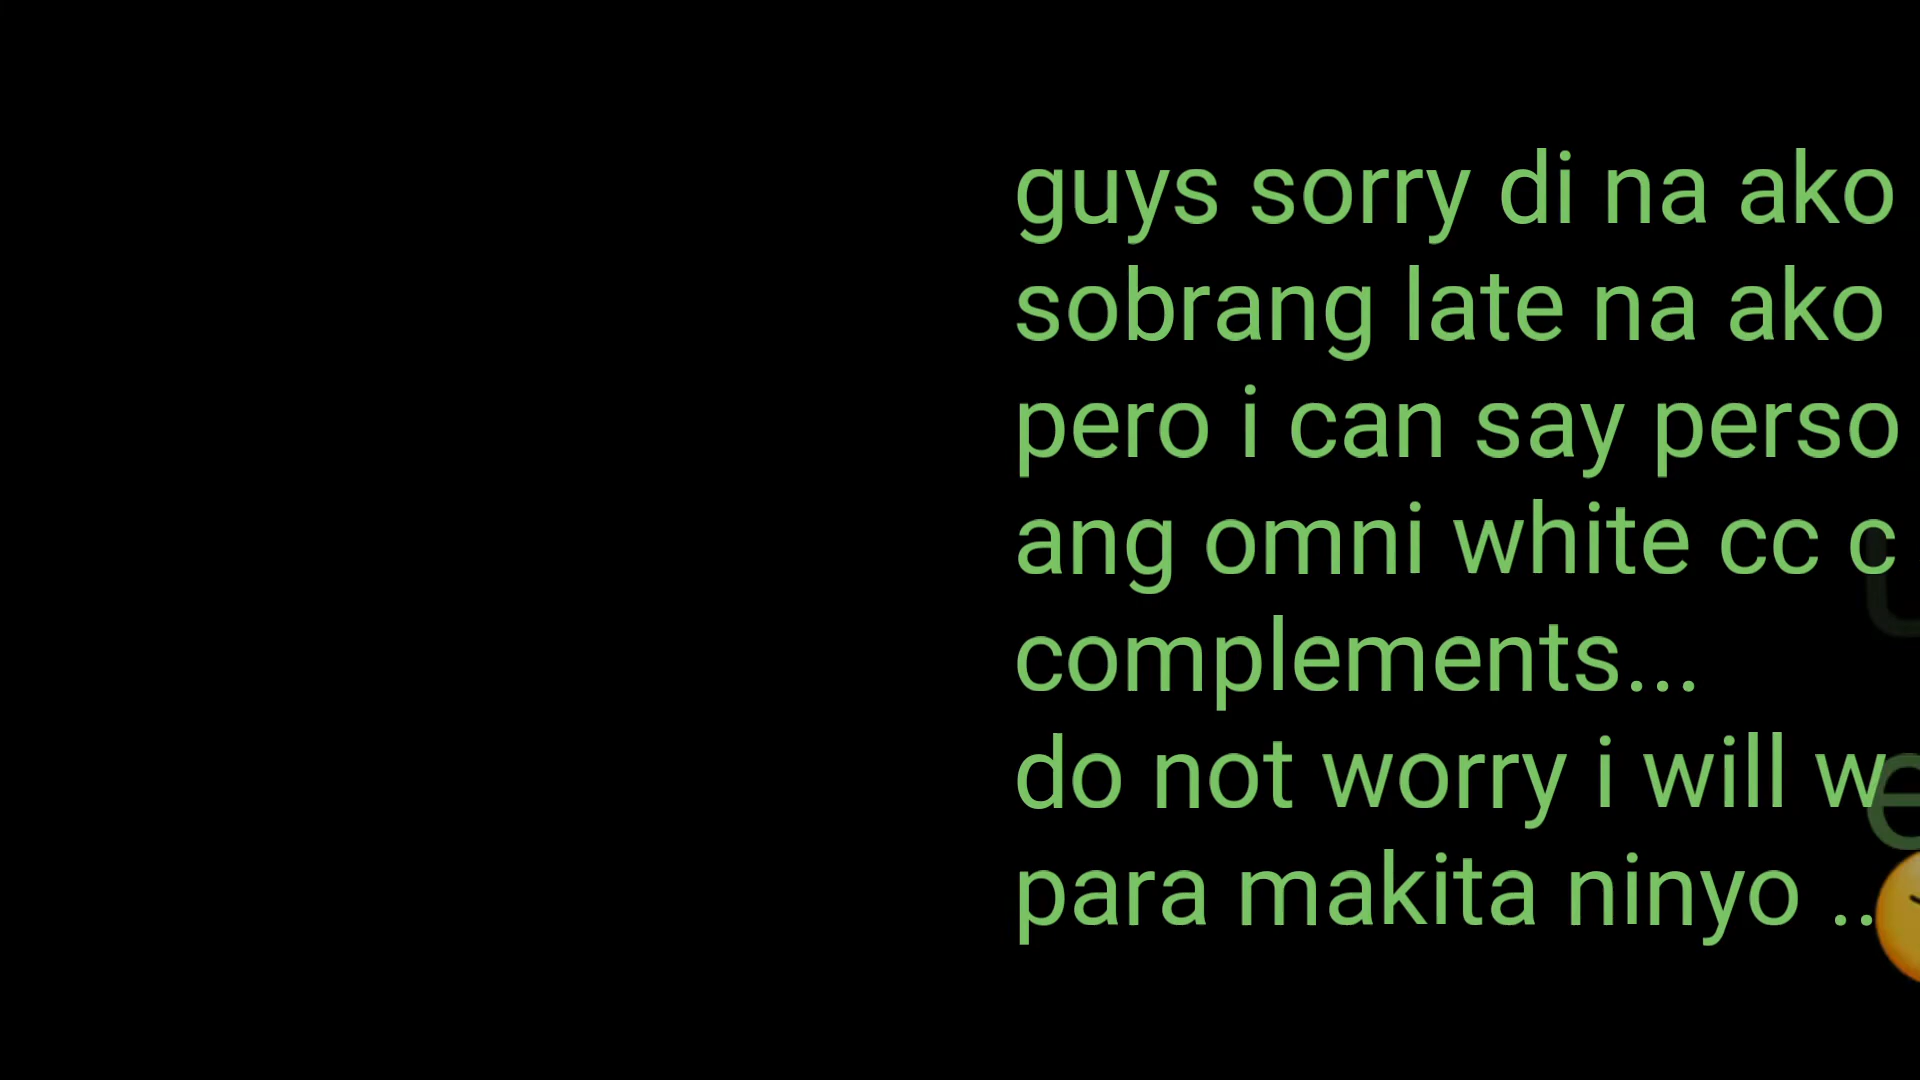 guys sorry di na ako
sobrang late na ako
pero i can say perso
ang omni white cc c
complements...
do not worry i will w
para makita ninyo ..